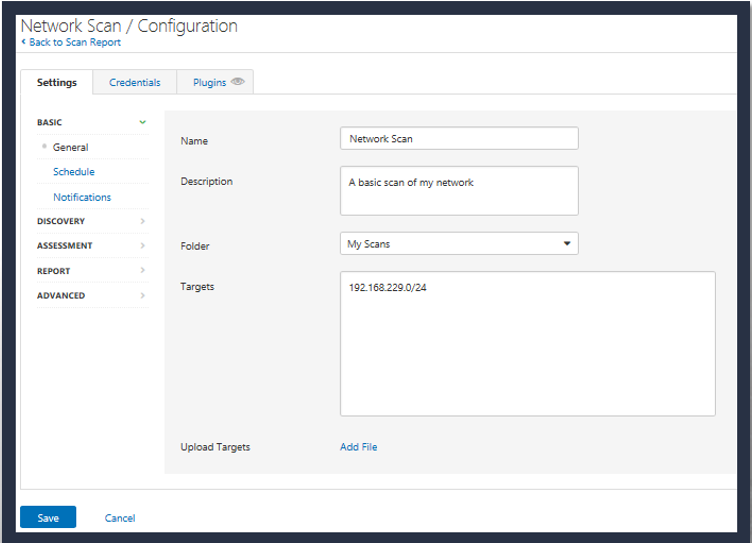 Network Scan / Configuration
Back to Scan Report
Settings Credentials Plugins
BASIC
General
Schedule
Notifications
DISCOVERY
ASSESSMENT
REPORT
ADVANCED
Name Network Scan
Description A basic scan of my network
Folder My Scans
Targets 192.168.229.0/24
Upload Targets Add File
Save Cancel